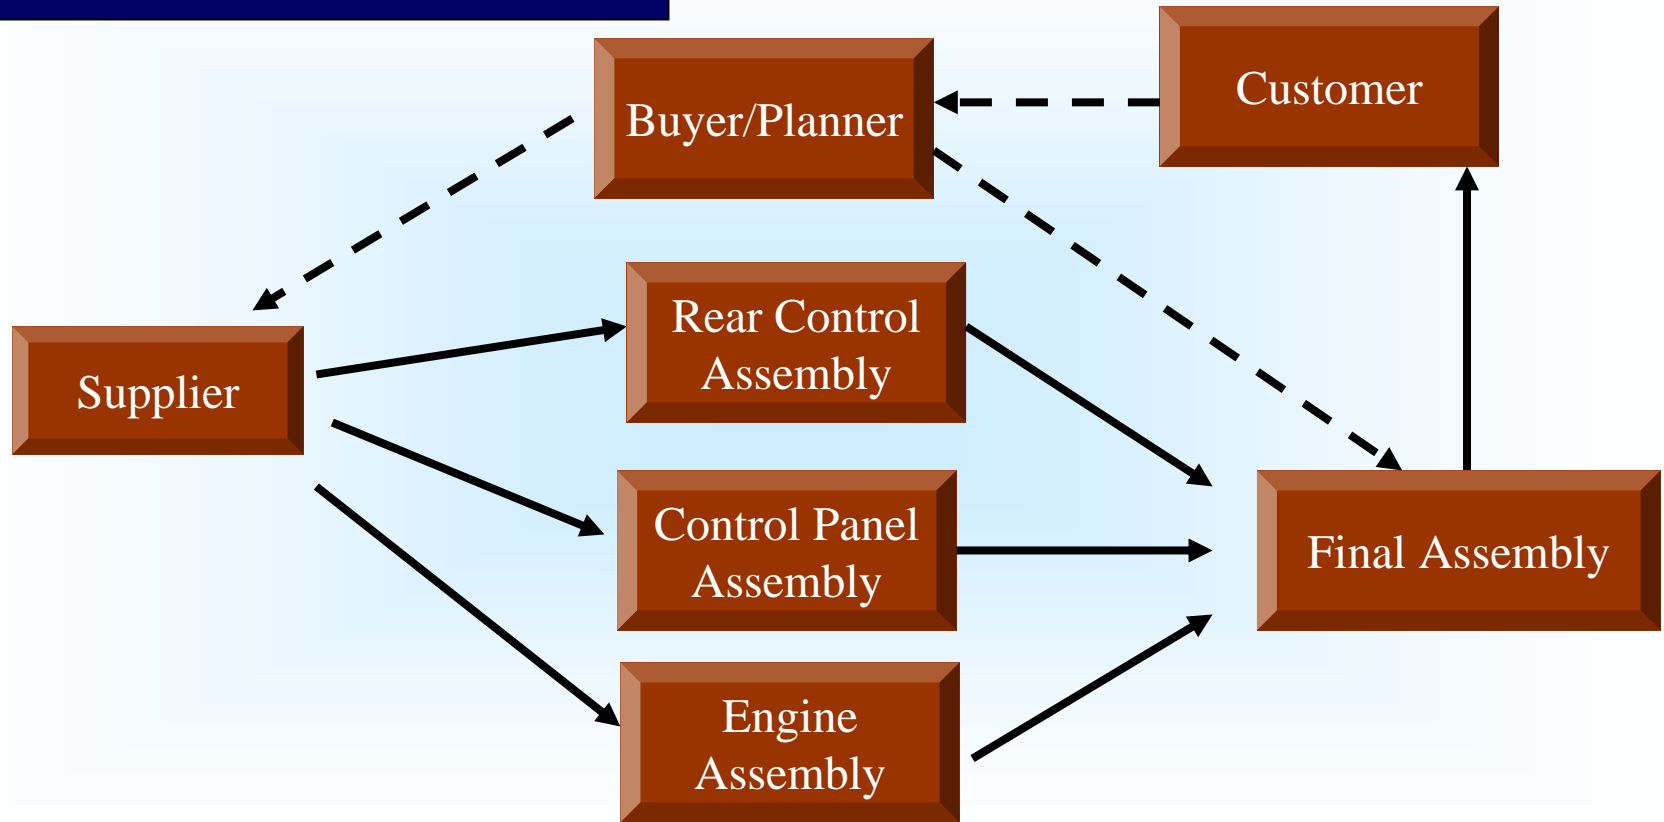 Customer
Buyer/Planner
Rear Control
Assembly
Supplier
Control Panel
Assembly
Final Assembly
Engine
Assembly